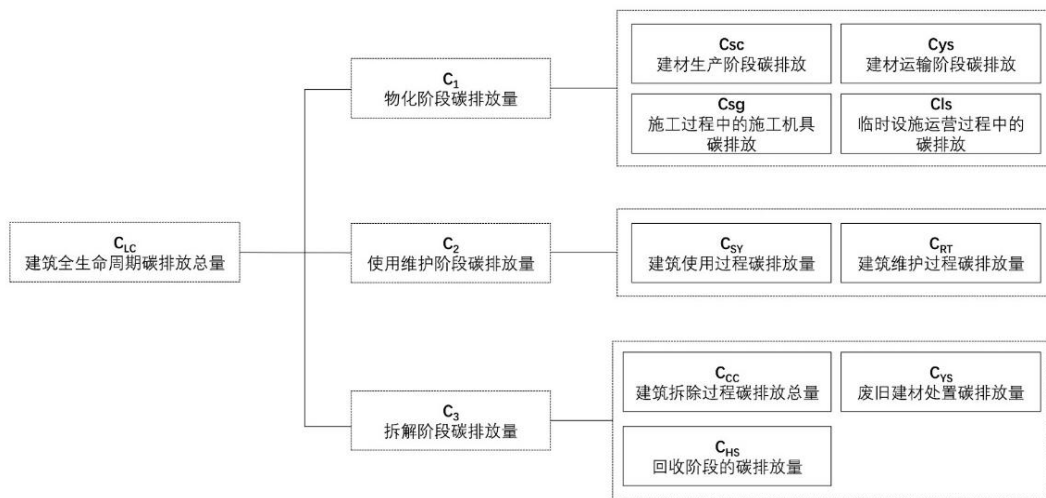 C₁
物化阶段碳排放量
Csc
建材生产阶段碳排放
Cys
建材运输阶段碳排放
Csg
施工过程中的施工机具
碳排放
Cls
临时设施运营过程中的
碳排放
C_LC
建筑全生命周期碳排放总量
C₂
使用维护阶段碳排放量
C_SY
建筑使用过程碳排放量
C_RT
建筑维护过程碳排放量
C₃
拆解阶段碳排放量
C_CC
建筑拆除过程碳排放总量
C_YS
废旧建材处置碳排放量
C_HS
回收阶段的碳排放量